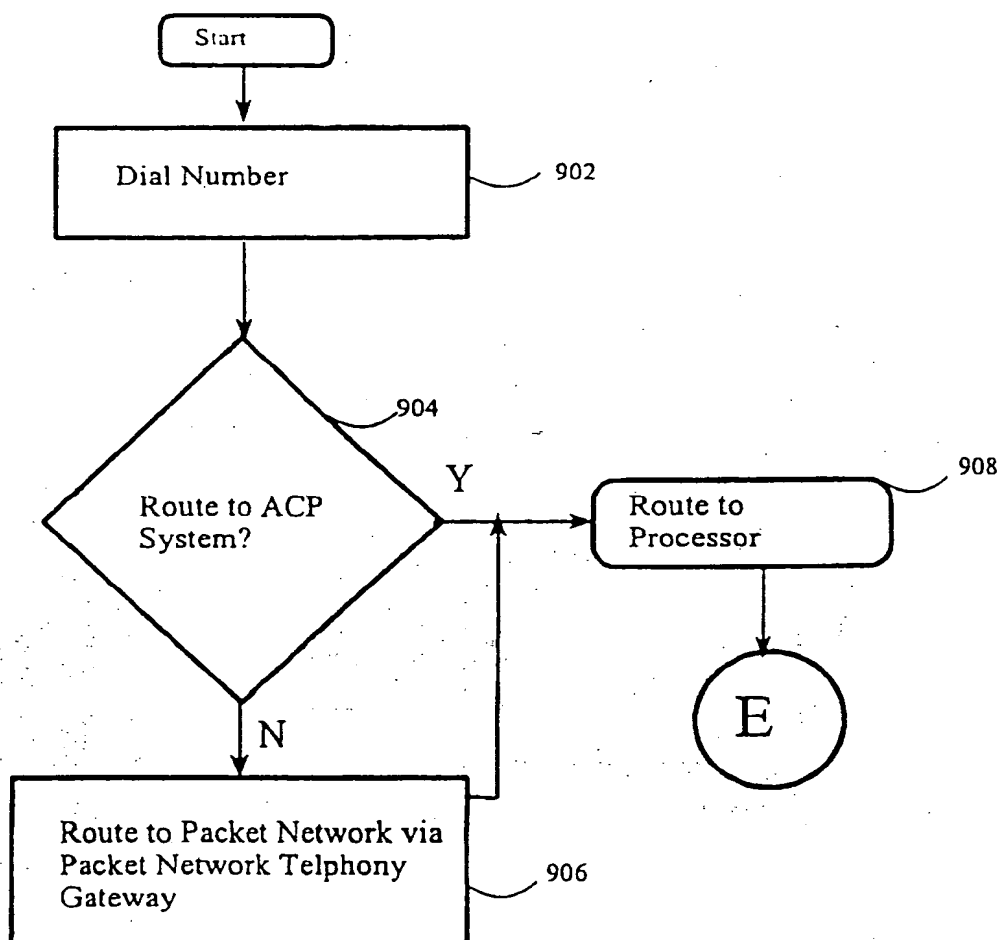 Start
Dial Number
902
904
Y
Route to ACP
System?
908
Route to
Processor
E
N
Route to Packet Network via
Packet Network Telphony
Gateway
906